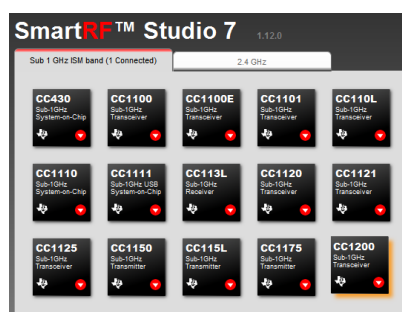 SmartRF™ Studio 7 1.12.0
Sub 1 GHz ISM band (1 Connected) 2.4 GHz
CC430 CC1100 CC1100E CC1101 CC110L
Sub-1GHz Sub-1GHz Sub-1GHz Sub-1GHz Sub-1GHz
System-on-Chip Transceiver Transceiver Transceiver Transceiver
CC1110 CC1111 CC113L CC1120 CC1121
Sub-1GHz Sub-1GHz USB Sub-1GHz Sub-1GHz Sub-1GHz
System-on-Chip System-on-Chip Receiver Transceiver Transceiver
CC1125 CC1150 CC115L CC1175 CC1200
Sub-1GHz Sub-1GHz Sub-1GHz Sub-1GHz Sub-1GHz
Transceiver Transmitter Transmitter Transmitter Transceiver